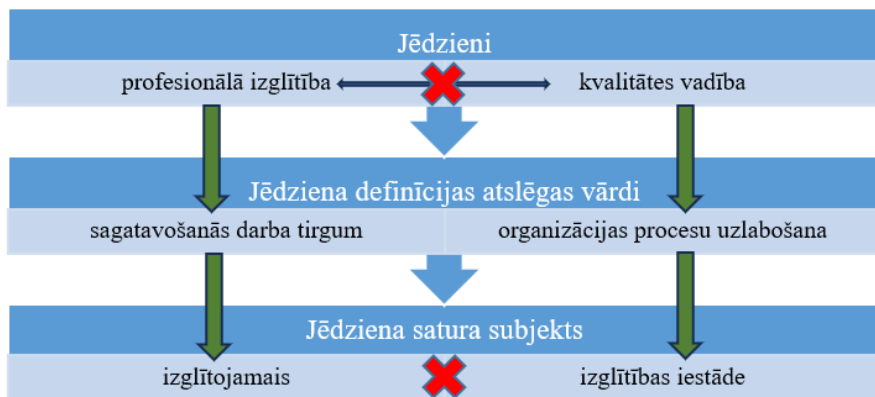 Jēdzieni
profesionālā izglītība
kvalitātes vadība
Jēdziena definīcijas atslēgas vārdi
sagatavošanās darba tirgum
organizācijas procesu uzlabošana
Jēdziena satura subjekts
izglītojamais
izglītības iestāde